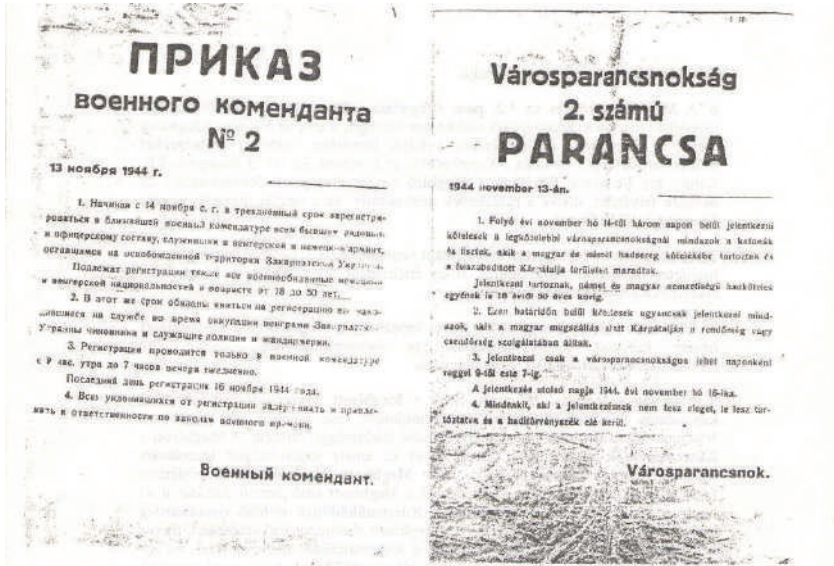 ПРИКАЗ
военного коменданта
№ 2
13 ноября 1944 г.
1. Начиная с 14 ноября с. г. в трехдневный срок зарегистри-
роваться в ближайшей военной комендатуре всем бывшим рядовым
и офицерскому составу, служившим в венгерской и немецкой армиях,
оставшимся на освобожденной территории Закарпатской Украины.
Подлежат регистрации также все военнообязанные немецкой
и венгерской национальностей в возрасте от 18 до 50 лет.
2. В этот же срок обязаны явиться на регистрацию все нахо-
дившиеся на службе во время оккупации венграми Закарпатской
Украины чиновники и служащие полиции и жандармерии.
3. Регистрация проводится только в военной комендатуре
с 9 час. утра до 7 часов вечера ежедневно.
Последний день регистрации 16 ноября 1944 года.
4. Всех уклонившихся от регистрации задерживать и привле-
кать к ответственности по законам военного времени.
Военный комендант.
Városparancsnokság
2. számú
PARANCSA
1944 november 13-án.
1. Folyó évi november hó 14-től három napon belül jelentkezni
kötelesek a legközelebbi városparancsnokságnál mindazok a katonák
és tisztek, akik a magyar és német hadsereg kötelékébe tartoztak és
a felszabadított Kárpátalja területén maradtak.
Jelentkezni tartoznak, német és magyar nemzetiségű hadköteles
egyének is 18 évtől 50 éves korig.
2. Ezen határidőn belül kötelesek ugyancsak jelentkezni mind-
azok, akik a magyar megszállás alatt Kárpátalján a rendőrség vagy
csendőrség szolgálatában álltak.
3. Jelentkezni csak a városparancsnokságon lehet naponként
reggel 9-től este 7-ig.
A jelentkezés utolsó napja 1944. évi november hó 16-ika.
4. Mindenkit, aki a jelentkezésnek nem tesz eleget, le lesz tar-
tóztatva és a haditörvényszék elé kerül.
Városparancsnok.